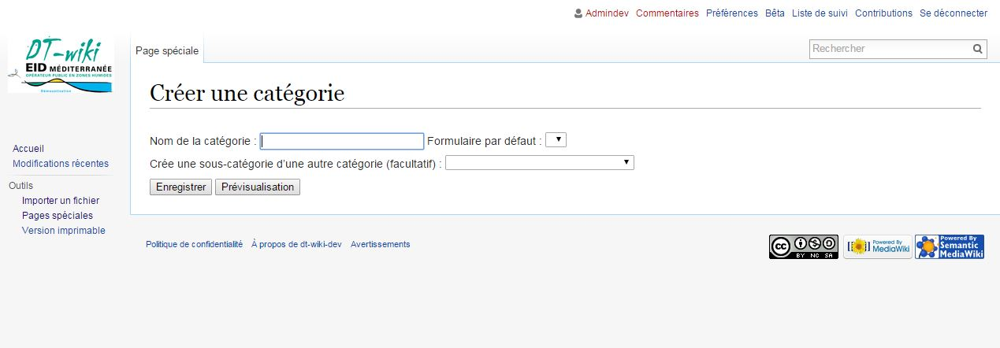 Admindev Commentaires Préférences Bêta Liste de suivi Contributions Se déconnecter
DT-wiki
EID MÉDITERRANÉE
OPÉRATEUR PUBLIC EN ZONES HUMIDES
Démoustication
Page spéciale
Rechercher
Créer une catégorie
Nom de la catégorie : Formulaire par défaut :
Crée une sous-catégorie d’une autre catégorie (facultatif) :
Enregistrer Prévisualisation
Accueil
Modifications récentes
Outils
Importer un fichier
Pages spéciales
Version imprimable
Politique de confidentialité À propos de dt-wiki-dev Avertissements
cc
BY NC SA
Powered By
MediaWiki
Powered By
Semantic
MediaWiki